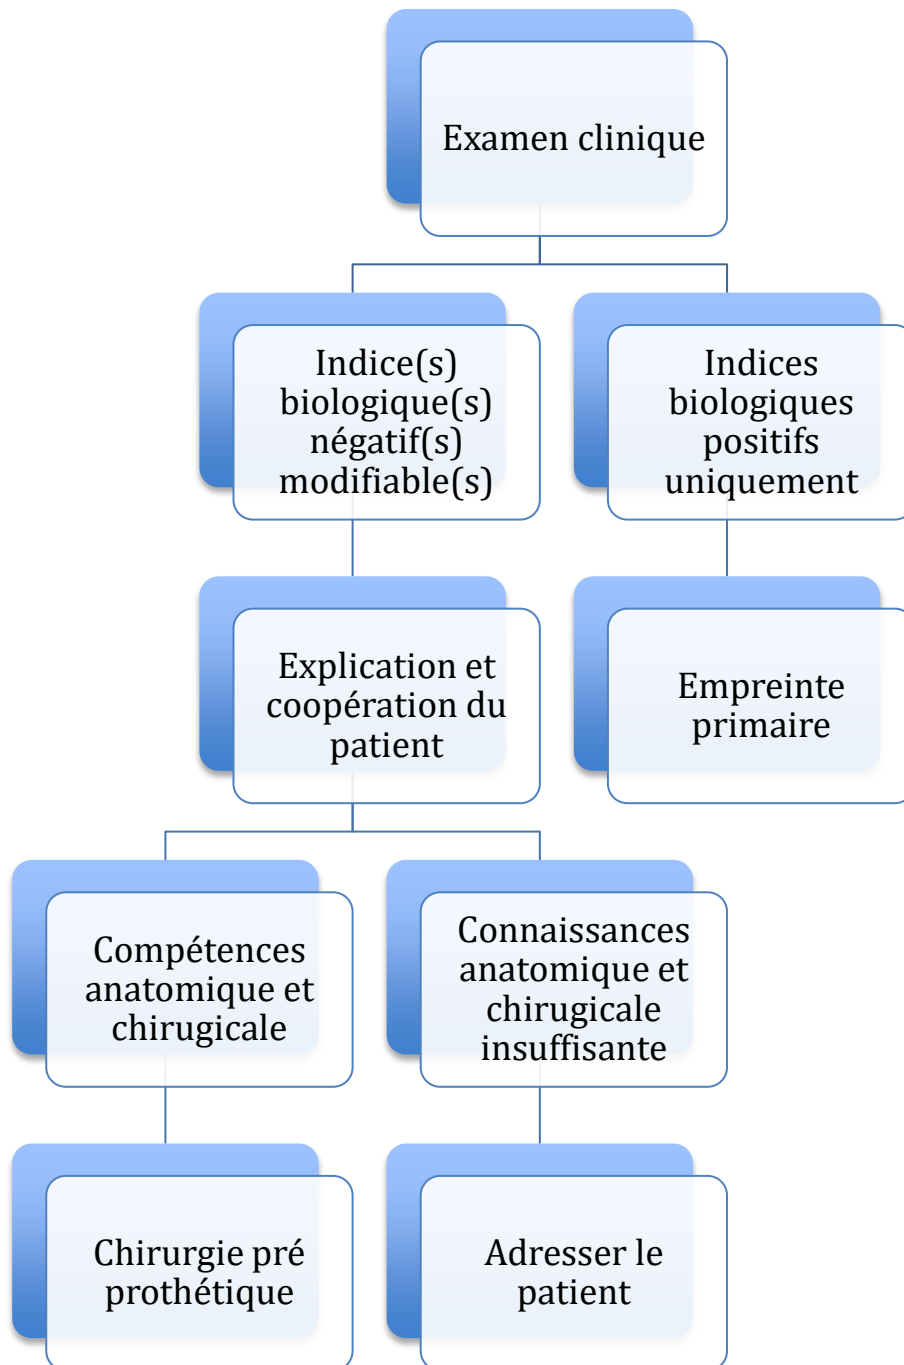 Examen clinique
Indice(s)
biologique(s)
négatif(s)
modifiable(s)
Indices
biologiques
positifs
uniquement
Explication et
coopération du
patient
Empreinte
primaire
Compétences
anatomique et
chirugicale
Connaissances
anatomique et
chirugicale
insuffisante
Chirurgie pré
prothétique
Adresser le
patient